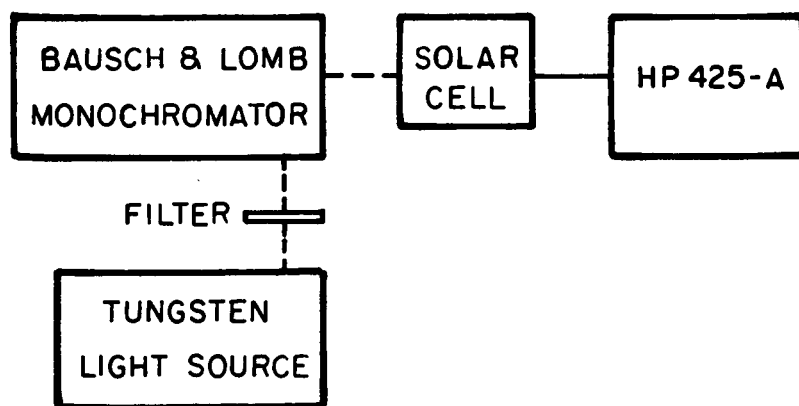 BAUSCH & LOMB
MONOCHROMATOR
SOLAR
CELL
HP 425-A
FILTER
TUNGSTEN
LIGHT SOURCE